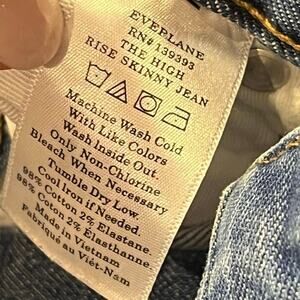 EVERLANE
RN# 139393
THE HIGH
RISE SKINNY JEAN
Machine Wash Cold
With Like Colors
Wash Inside Out.
Only Non-Chlorine
Bleach When Necessary
Tumble Dry Low.
Cool Iron if Needed.
98% Cotton 2% Elastane.
98% Coton 2% Elastane.
Made in Vietnam
Fabriqué au Viêt-Nam